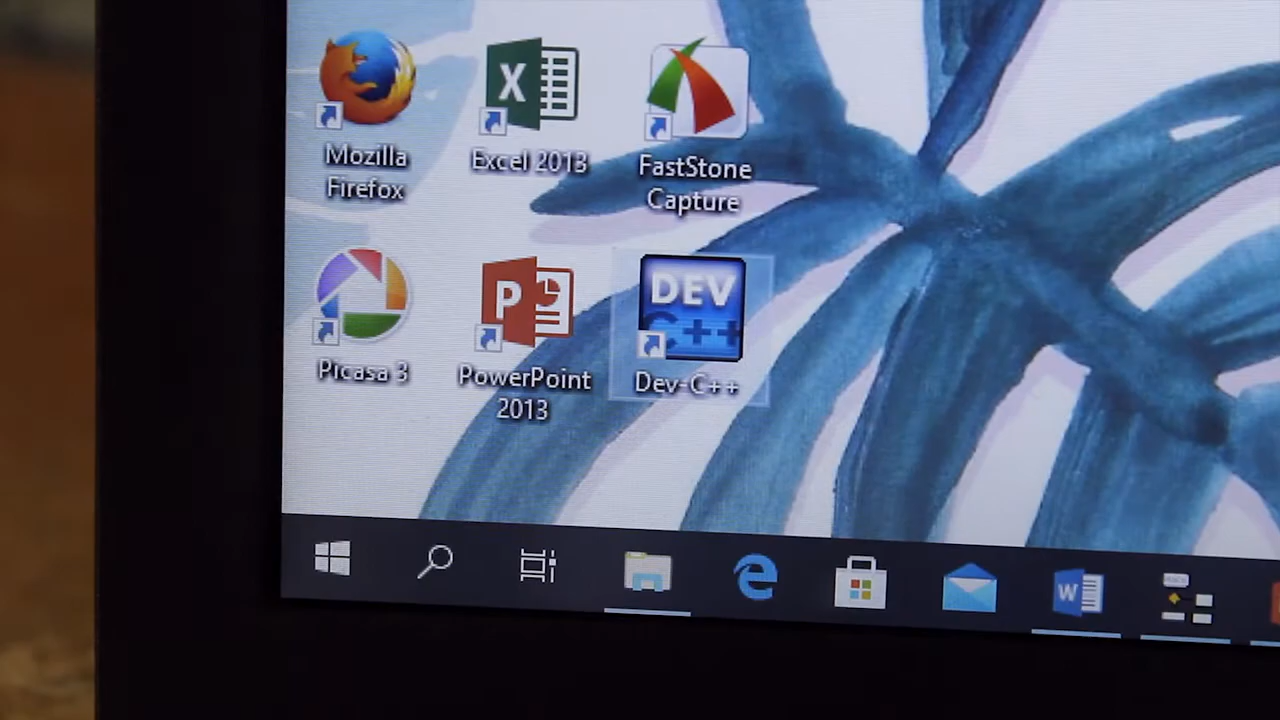 Mozilla
Firefox
X
Excel 2013
FastStone
Capture
Picasa 3
P
PowerPoint
2013
DEV
C++
Dev-C++
W